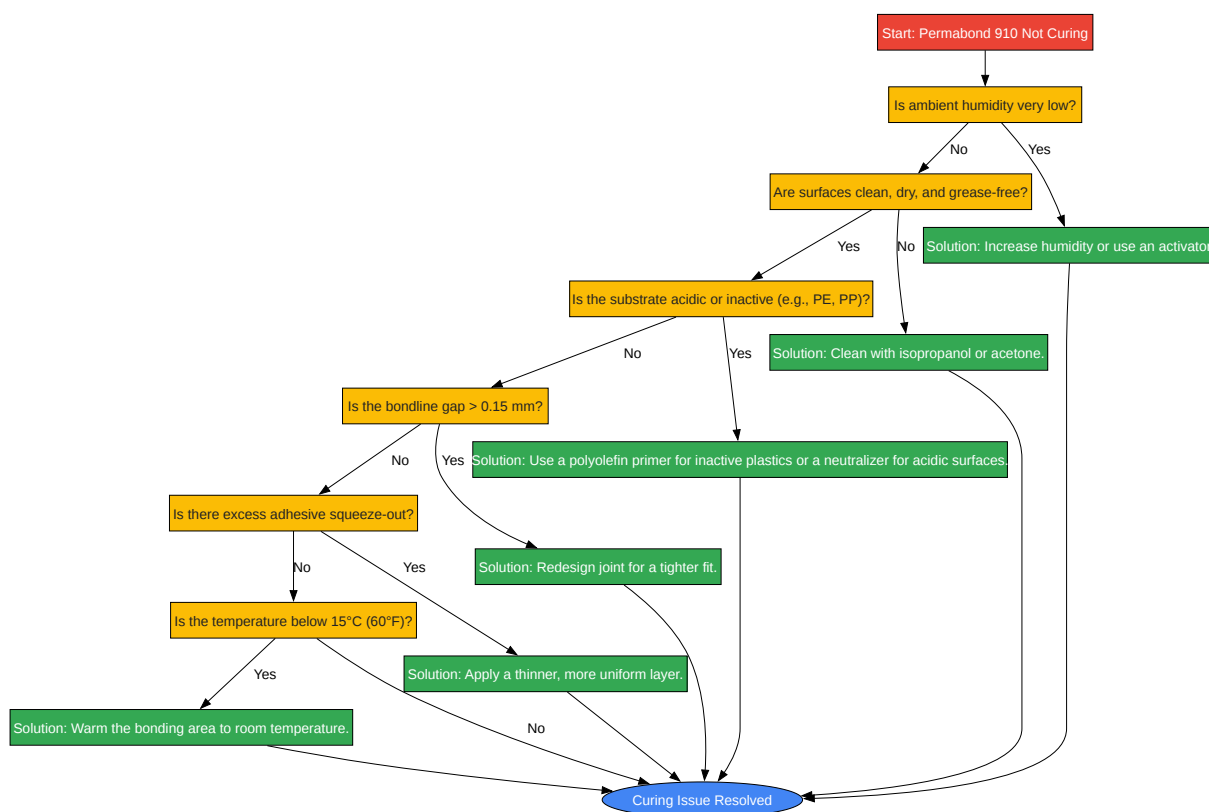 Start: Permabond 910 Not Curing
Is ambient humidity very low?
No
Yes
Are surfaces clean, dry, and grease-free?
Yes
No
Solution: Increase humidity or use an activator
Is the substrate acidic or inactive (e.g., PE, PP)?
No
Yes
Solution: Clean with isopropanol or acetone.
Is the bondline gap > 0.15 mm?
No
Yes
Solution: Use a polyolefin primer for inactive plastics or a neutralizer for acidic surfaces.
Is there excess adhesive squeeze-out?
No
Yes
Solution: Redesign joint for a tighter fit.
Is the temperature below 15°C (60°F)?
Yes
Solution: Apply a thinner, more uniform layer.
No
Solution: Warm the bonding area to room temperature.
Curing Issue Resolved